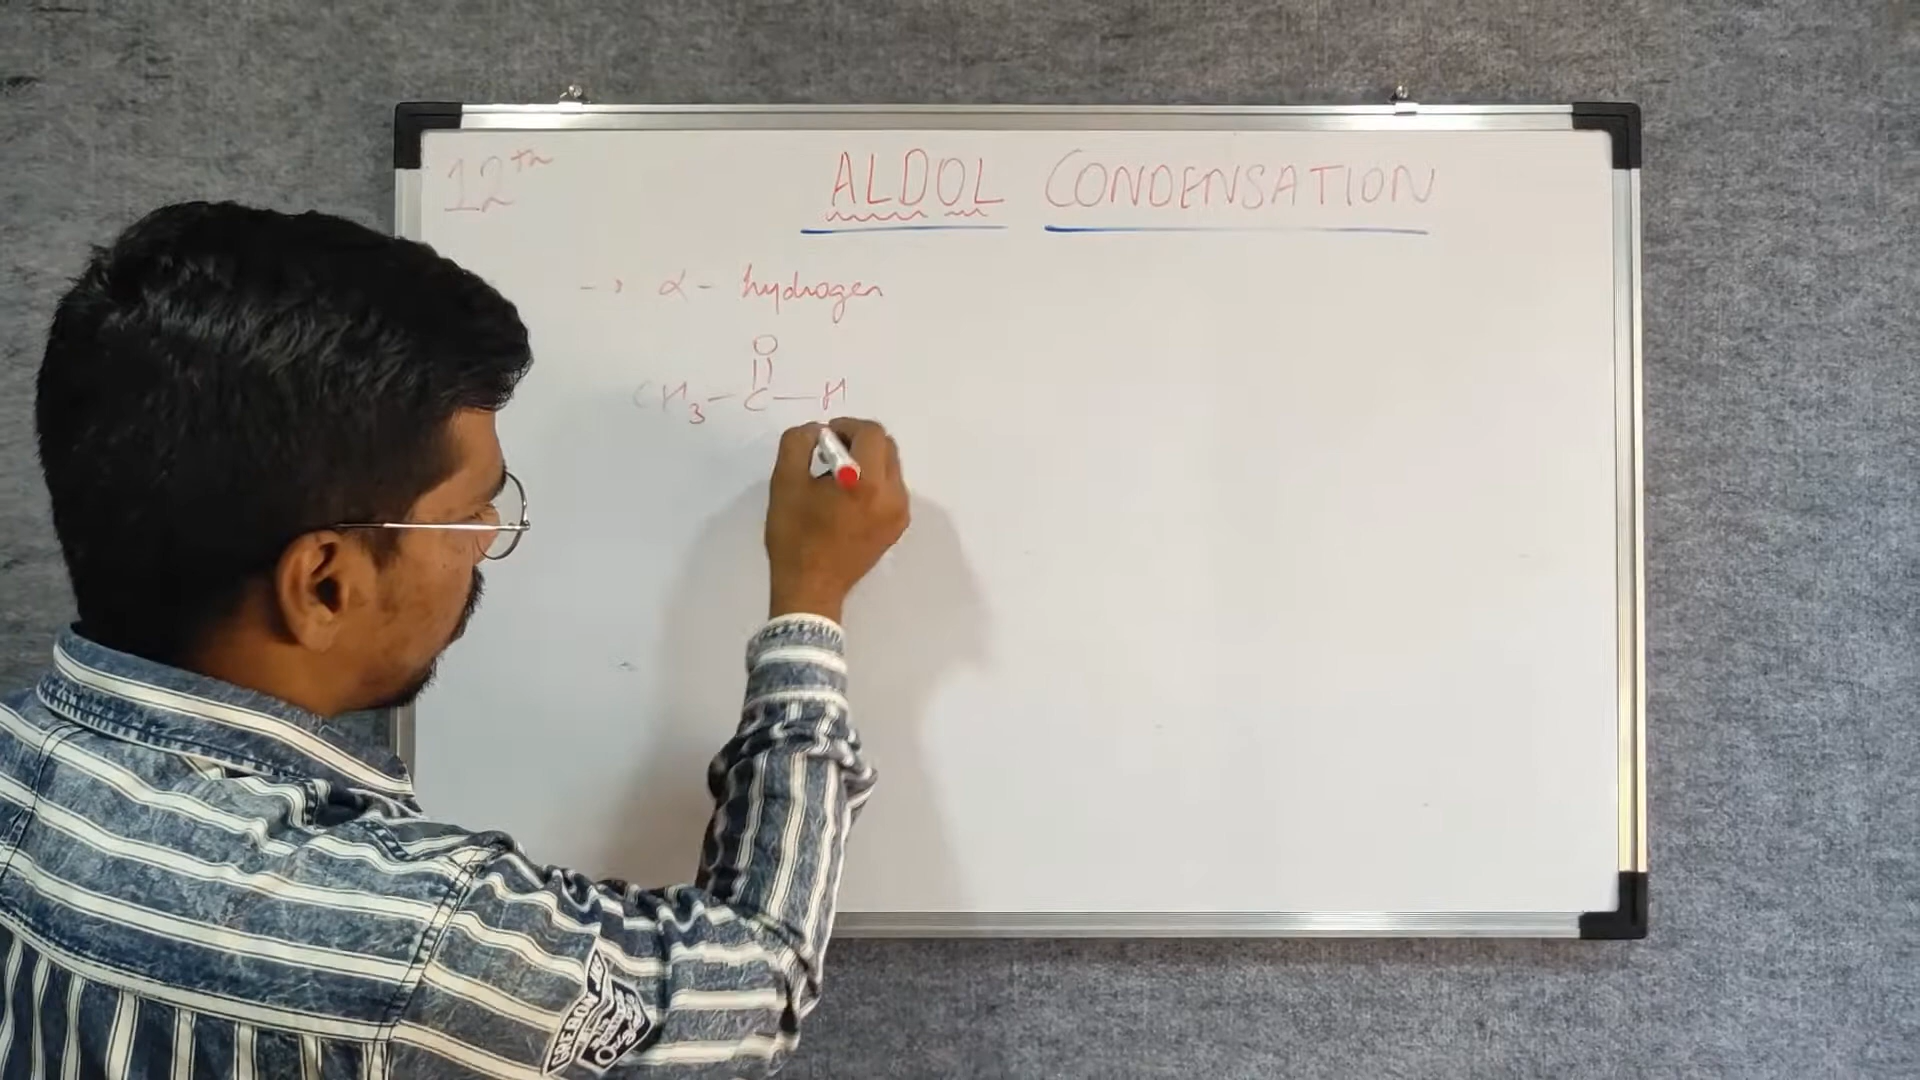 12th
ALDOL CONDENSATION
→ α - hydrogen
O
||
CH3 — C — H